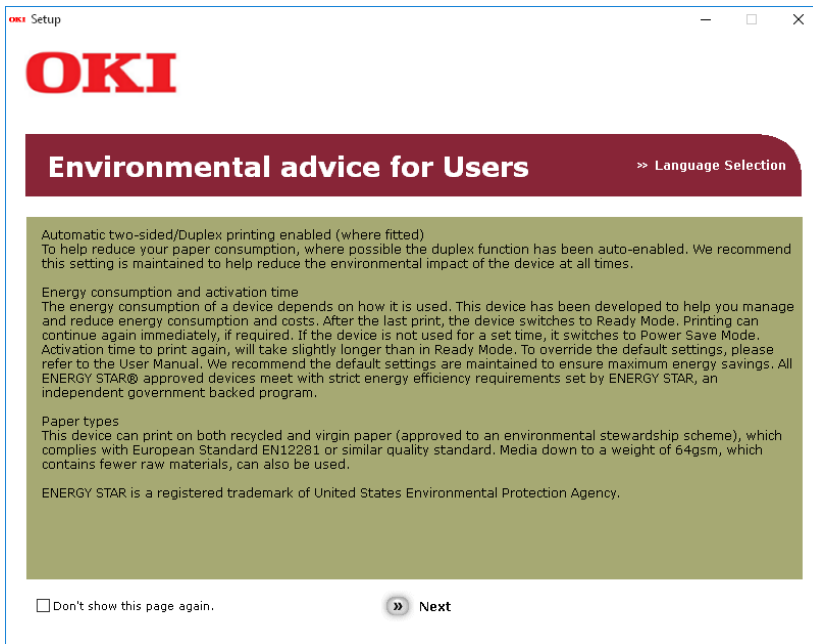 OKI Setup
OKI
Environmental advice for Users
» Language Selection
Automatic two-sided/Duplex printing enabled (where fitted)
To help reduce your paper consumption, where possible the duplex function has been auto-enabled. We recommend
this setting is maintained to help reduce the environmental impact of the device at all times.
Energy consumption and activation time
The energy consumption of a device depends on how it is used. This device has been developed to help you manage
and reduce energy consumption and costs. After the last print, the device switches to Ready Mode. Printing can
continue again immediately, if required. If the device is not used for a set time, it switches to Power Save Mode.
Activation time to print again, will take slightly longer than in Ready Mode. To override the default settings, please
refer to the User Manual. We recommend the default settings are maintained to ensure maximum energy savings. All
ENERGY STAR® approved devices meet with strict energy efficiency requirements set by ENERGY STAR, an
independent government backed program.
Paper types
This device can print on both recycled and virgin paper (approved to an environmental stewardship scheme), which
complies with European Standard EN12281 or similar quality standard. Media down to a weight of 64gsm, which
contains fewer raw materials, can also be used.
ENERGY STAR is a registered trademark of United States Environmental Protection Agency.
Don't show this page again.
» Next